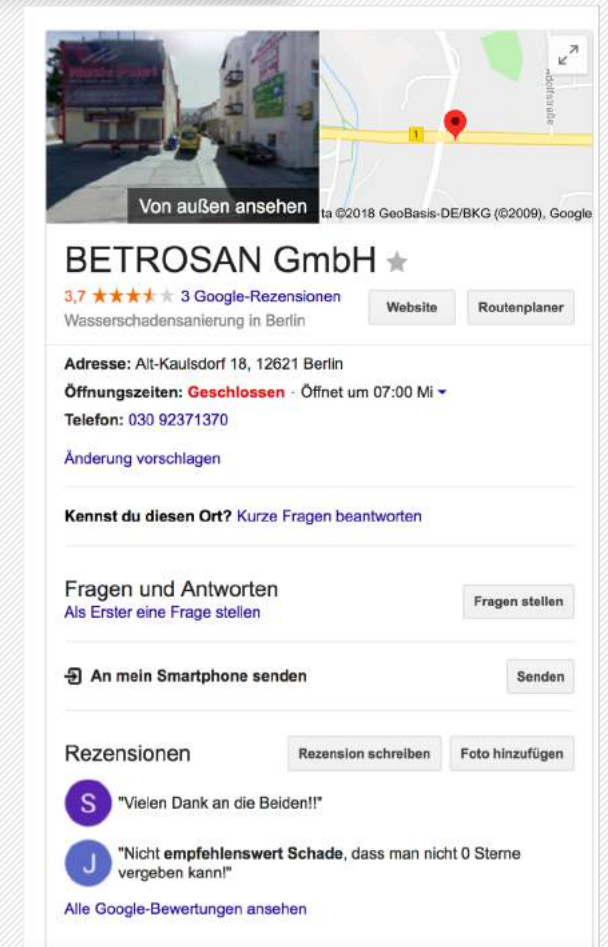 Von außen ansehen
1
ta ©2018 GeoBasis-DE/BKG (©2009), Google
BETROSAN GmbH
3,7 3 Google-Rezensionen
Wasserschadensanierung in Berlin
Website
Routenplaner
Adresse: Alt-Kaulsdorf 18, 12621 Berlin
Öffnungszeiten: Geschlossen · Öffnet um 07:00 Mi
Telefon: 030 92371370
Änderung vorschlagen
Kennst du diesen Ort? Kurze Fragen beantworten
Fragen und Antworten
Als Erster eine Frage stellen
Fragen stellen
An mein Smartphone senden
Senden
Rezensionen
Rezension schreiben
Foto hinzufügen
S
"Vielen Dank an die Beiden!!"
J
"Nicht empfehlenswert Schade, dass man nicht 0 Sterne
vergeben kann!"
Alle Google-Bewertungen ansehen